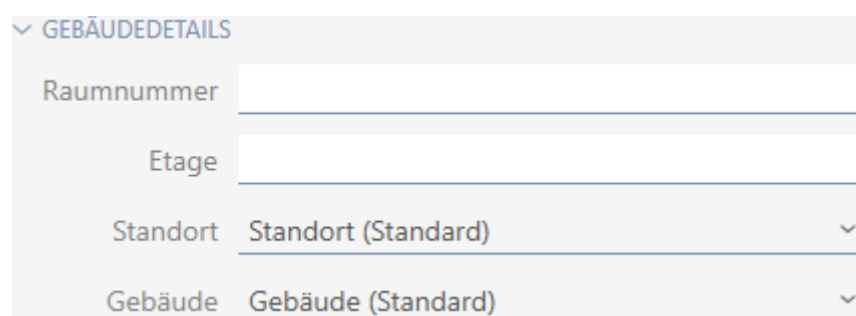 GEBÄUDEDETAILS
Raumnummer
Etage
Standort Standort (Standard)
Gebäude Gebäude (Standard)